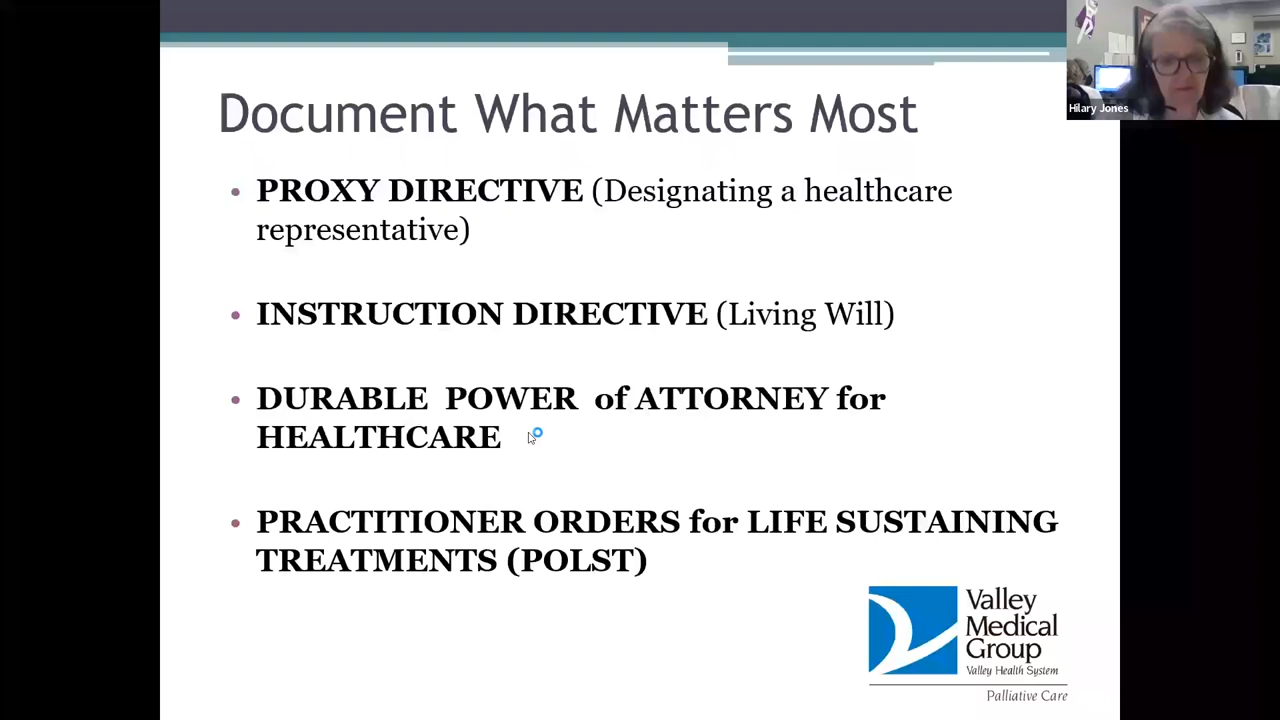 Document What Matters Most
Hilary Jones
• PROXY DIRECTIVE (Designating a healthcare
representative)
• INSTRUCTION DIRECTIVE (Living Will)
• DURABLE POWER of ATTORNEY for
HEALTHCARE
• PRACTITIONER ORDERS for LIFE SUSTAINING
TREATMENTS (POLST)
Valley
Medical
Group
Valley Health System
Palliative Care